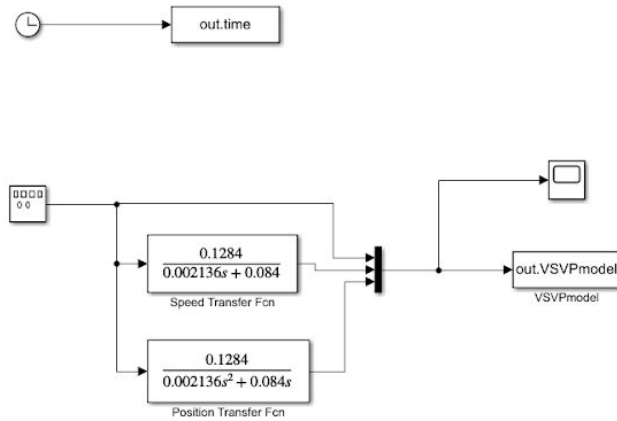 out.time
0.1284
0.002136s + 0.084
Speed Transfer Fcn
out.VSVPmodel
VSVPmodel
0.1284
0.002136s² + 0.084s
Position Transfer Fcn